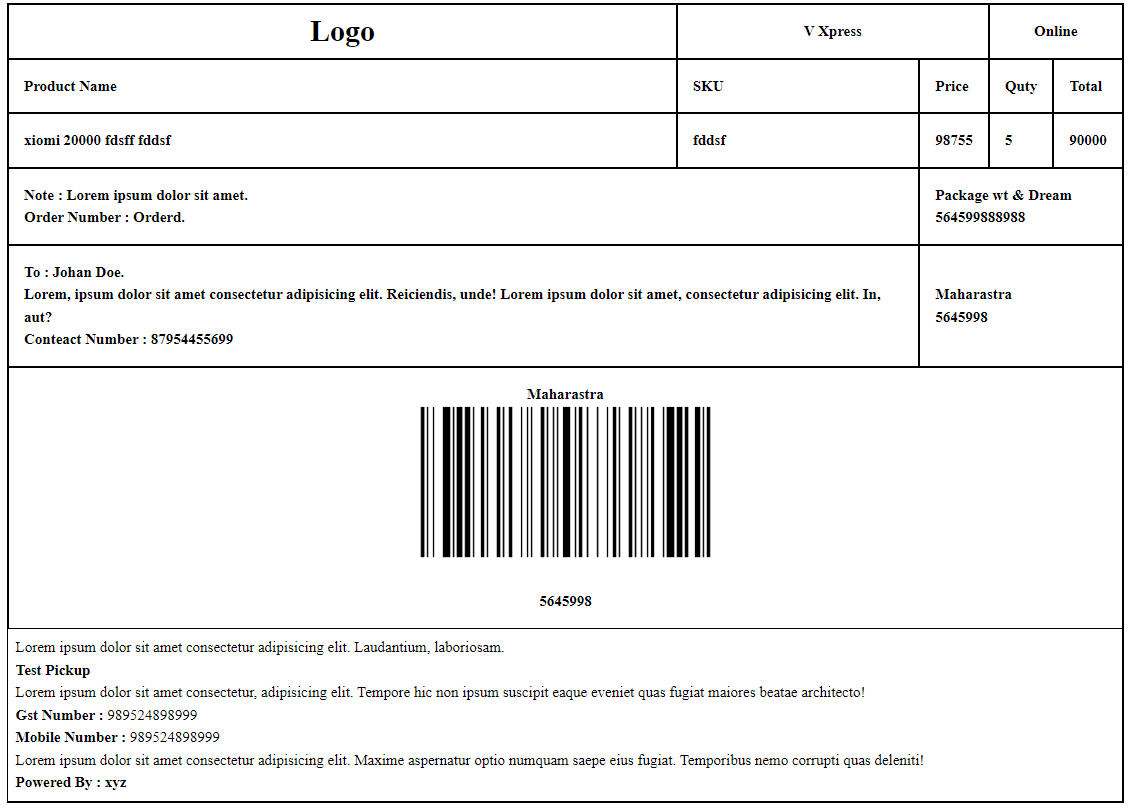 Logo V Xpress Online
Product Name SKU Price Quty Total
xiomi 20000 fdsff fddsf fddsf 98755 5 90000
Note : Lorem ipsum dolor sit amet.
Order Number : Orderd.
Package wt & Dream
564599888988
To : Johan Doe.
Lorem, ipsum dolor sit amet consectetur adipisicing elit. Reiciendis, unde! Lorem ipsum dolor sit amet, consectetur adipisicing elit. In,
aut?
Conteact Number : 87954455699
Maharastra
5645998
Maharastra
5645998
Lorem ipsum dolor sit amet consectetur adipisicing elit. Laudantium, laboriosam.
Test Pickup
Lorem ipsum dolor sit amet consectetur, adipisicing elit. Tempore hic non ipsum suscipit eaque eveniet quas fugiat maiores beatae architecto!
Gst Number : 989524898999
Mobile Number : 989524898999
Lorem ipsum dolor sit amet consectetur adipisicing elit. Maxime aspernatur optio numquam saepe eius fugiat. Temporibus nemo corrupti quas deleniti!
Powered By : xyz